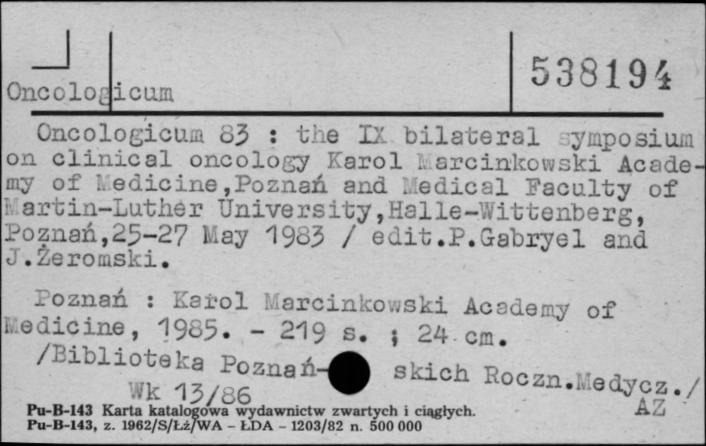 538194
Oncologicum
Oncologicum 83 : the IX bilateral symposium
on clinical oncology Karol Marcinkowski Acade-
my of Medicine,Poznań and Medical Faculty of
Martin-Luther University,Halle-Wittenberg,
Poznań,25-27 May 1983 / edit.P.Gabryel and
J.Żeromski.
Poznań : Karol Marcinkowski Academy of
Medicine, 1985. - 219 s. ; 24 cm.
/Biblioteka Poznań- skich Roczn.Medycz./
Wk 13/86 AZ
Pu-B-143 Karta katalogowa wydawnictw zwartych i ciągłych.
Pu-B-143, z. 1962/S/Łź/WA - ŁDA - 1203/82 n. 500 000